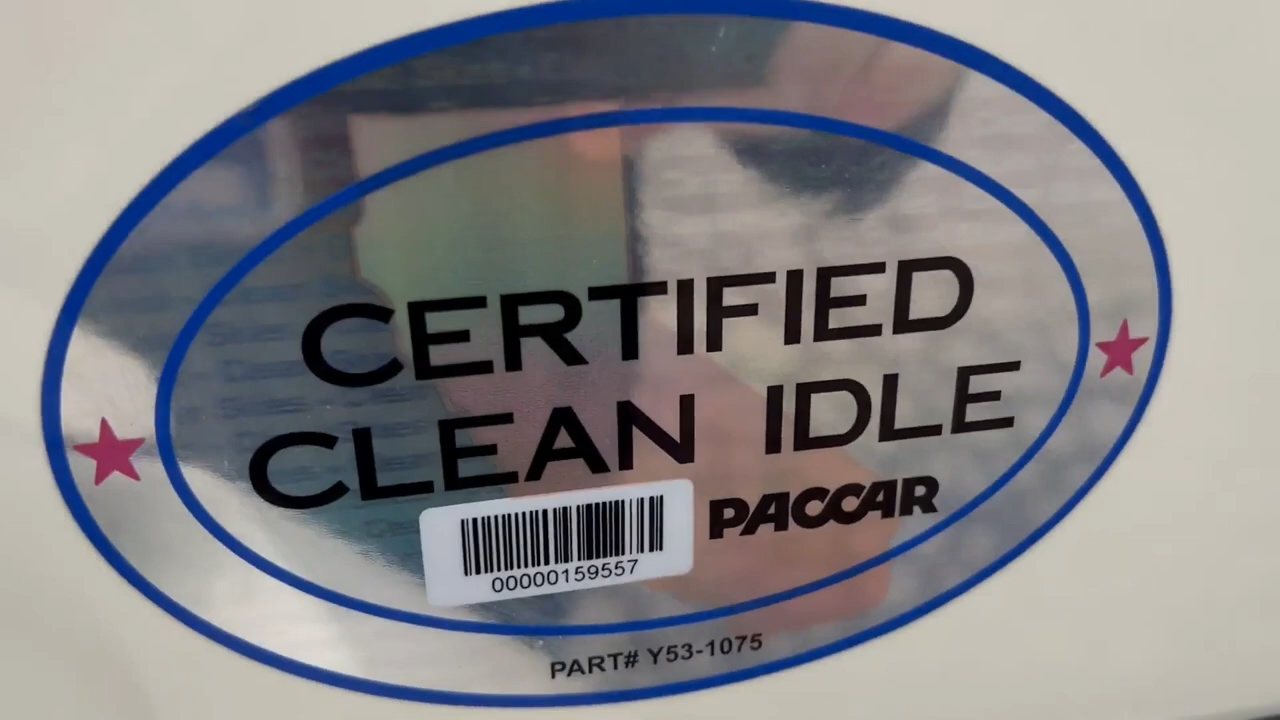 CERTIFIED
CLEAN IDLE
PACCAR
00000159557
PART# Y53-1075